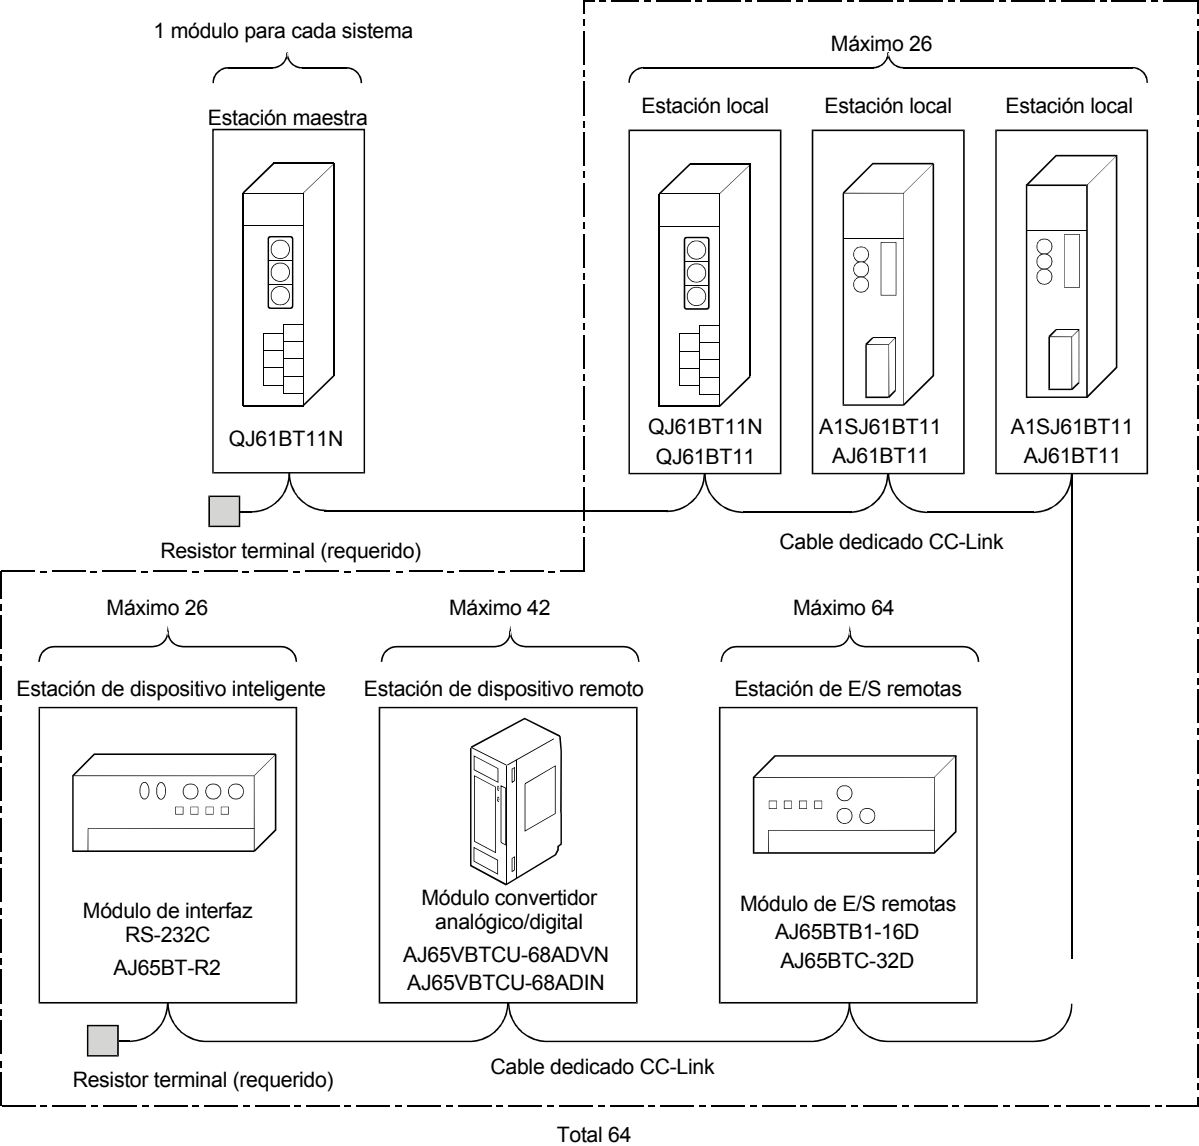 1 módulo para cada sistema
Máximo 26
Estación maestra
Estación local
Estación local
Estación local
QJ61BT11N
QJ61BT11N
QJ61BT11
A1SJ61BT11
AJ61BT11
A1SJ61BT11
AJ61BT11
Resistor terminal (requerido)
Cable dedicado CC-Link
Máximo 26
Máximo 42
Máximo 64
Estación de dispositivo inteligente
Estación de dispositivo remoto
Estación de E/S remotas
Módulo de interfaz
RS-232C
AJ65BT-R2
Módulo convertidor
analógico/digital
AJ65VBTCU-68ADVN
AJ65VBTCU-68ADIN
Módulo de E/S remotas
AJ65BTB1-16D
AJ65BTC-32D
Resistor terminal (requerido)
Cable dedicado CC-Link
Total 64